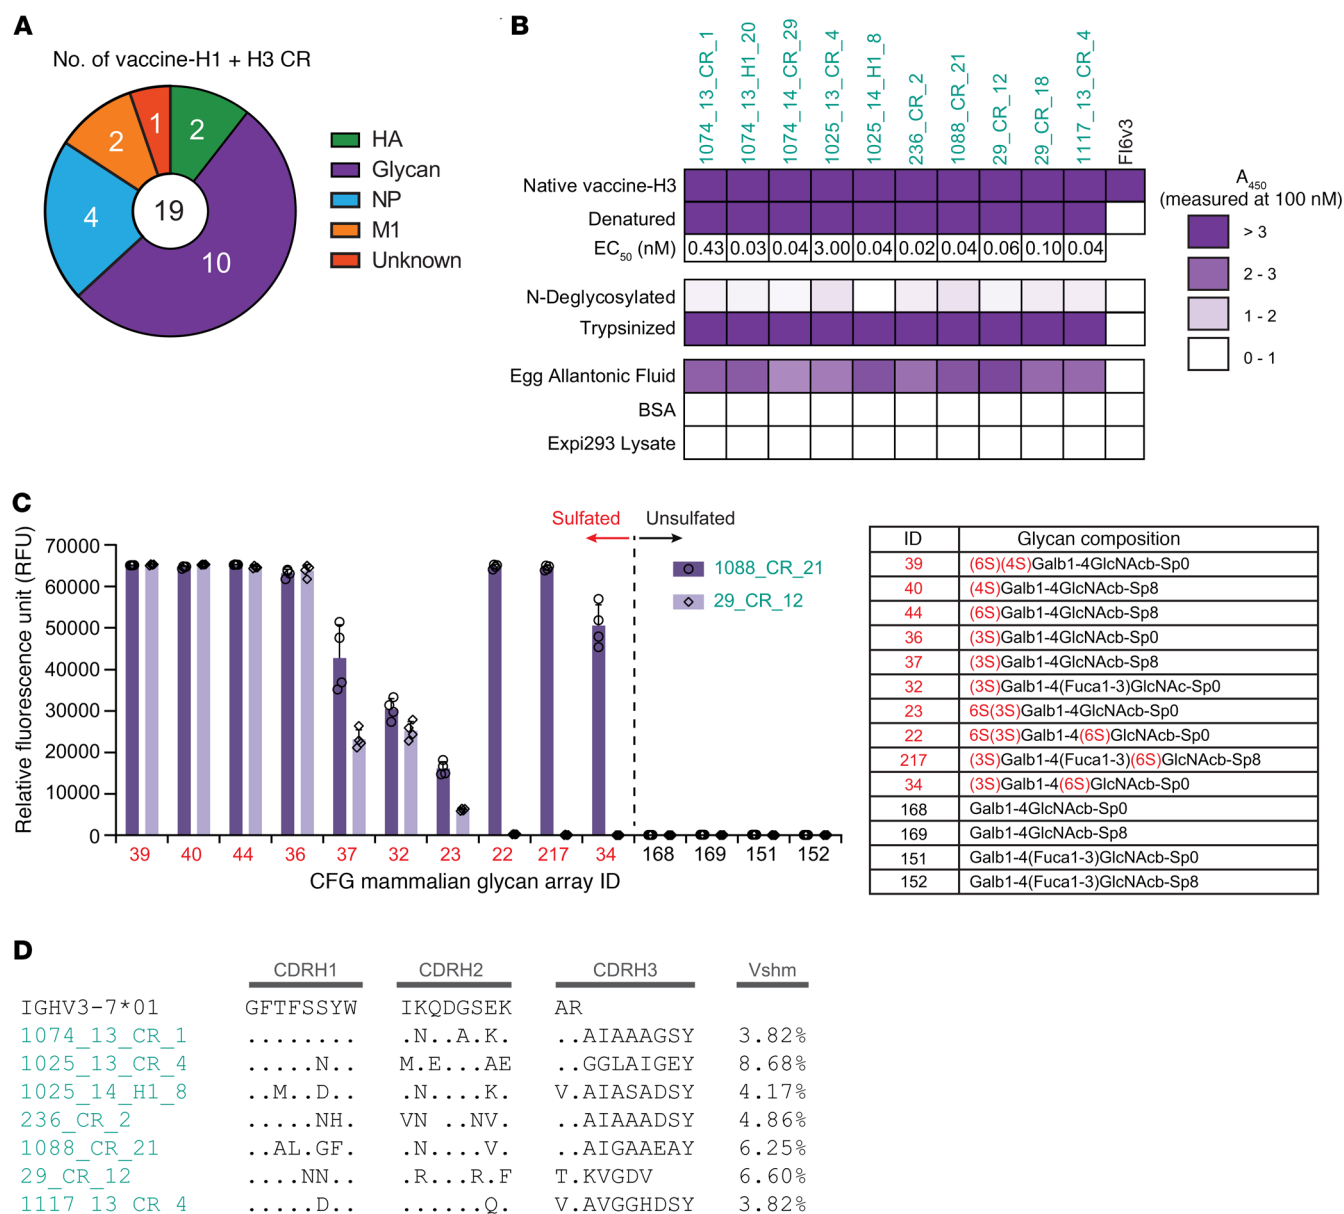 A
No. of vaccine-H1 + H3 CR
1
2
2
4
19
10
HA
Glycan
NP
M1
Unknown
B
1074_13_CR_1
1074_13_H1_20
1074_14_CR_29
1025_13_CR_4
1025_14_H1_8
236_CR_2
1088_CR_21
29_CR_12
29_CR_18
1117_13_CR_4
FI6v3
Native vaccine-H3
Denatured
EC50 (nM) 0.43 0.03 0.04 3.00 0.04 0.02 0.04 0.06 0.10 0.04
N-Deglycosylated
Trypsinized
Egg Allantonic Fluid
BSA
Expi293 Lysate
A450
(measured at 100 nM)
> 3
2 - 3
1 - 2
0 - 1
C
Sulfated Unsulfated
1088_CR_21
29_CR_12
Relative fluorescence unit (RFU)
70000
60000
50000
40000
30000
20000
10000
0
39 40 44 36 37 32 23 22 217 34 168 169 151 152
CFG mammalian glycan array ID
ID Glycan composition
39 (6S)(4S)Galb1-4GlcNAcb-Sp0
40 (4S)Galb1-4GlcNAcb-Sp8
44 (6S)Galb1-4GlcNAcb-Sp8
36 (3S)Galb1-4GlcNAcb-Sp0
37 (3S)Galb1-4GlcNAcb-Sp8
32 (3S)Galb1-4(Fuca1-3)GlcNAc-Sp0
23 6S(3S)Galb1-4GlcNAcb-Sp0
22 6S(3S)Galb1-4(6S)GlcNAcb-Sp0
217 (3S)Galb1-4(Fuca1-3)(6S)GlcNAcb-Sp8
34 (3S)Galb1-4(6S)GlcNAcb-Sp0
168 Galb1-4GlcNAcb-Sp0
169 Galb1-4GlcNAcb-Sp8
151 Galb1-4(Fuca1-3)GlcNAcb-Sp0
152 Galb1-4(Fuca1-3)GlcNAcb-Sp8
D
CDRH1 CDRH2 CDRH3 Vshm
IGHV3-7*01 GFTFSSYW IKQDGSEK AR
1074_13_CR_1 ........ .N..A.K. ..AIAAAGSY 3.82%
1025_13_CR_4 .....N.. M.E...AE ..GGLAIGEY 8.68%
1025_14_H1_8 ..M..D.. .N....K. V.AIASADSY 4.17%
236_CR_2 .....NH. VN ..NV. ..AIAAADSY 4.86%
1088_CR_21 ..AL.GF. .N....V. ..AIGAAEAY 6.25%
29_CR_12 ....NN.. .R...R.F T.KVGDV 6.60%
1117_13_CR_4 .....D.. ......Q. V.AVGGHDSY 3.82%